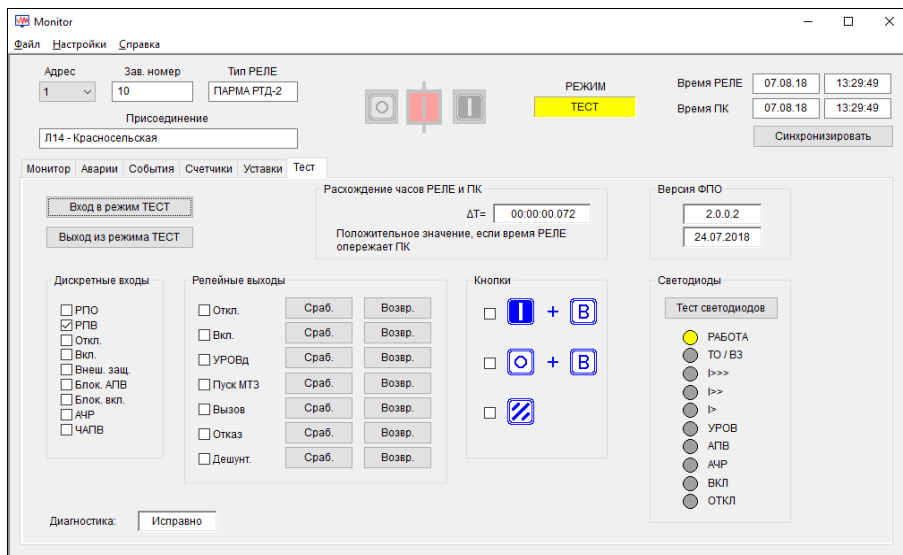 Monitor
Файл Настройки Справка
Адрес Зав. номер Тип РЕЛЕ
1 10 ПАРМА РТД-2
Присоединение
Л14 - Красносельская
РЕЖИМ
ТЕСТ
Время РЕЛЕ 07.08.18 13:29:49
Время ПК 07.08.18 13:29:49
Синхронизировать
Монитор Аварии События Счетчики Уставки Тест
Вход в режим ТЕСТ
Выход из режима ТЕСТ
Расхождение часов РЕЛЕ и ПК
ΔT= 00:00:00.072
Положительное значение, если время РЕЛЕ
опережает ПК
Версия ФПО
2.0.0.2
24.07.2018
Дискретные входы
РПО
РПВ
Откл.
Вкл.
Внеш. защ.
Блок. АПВ
Блок. вкл.
АЧР
ЧАПВ
Релейные выходы
Откл. Сраб. Возвр.
Вкл. Сраб. Возвр.
УРОВд Сраб. Возвр.
Пуск МТЗ Сраб. Возвр.
Вызов Сраб. Возвр.
Отказ Сраб. Возвр.
Дешунт. Сраб. Возвр.
Кнопки
I + В
O + В
Светодиоды
Тест светодиодов
РАБОТА
ТО / ВЗ
I>>>
I>>
I>
УРОВ
АПВ
АЧР
ВКЛ
ОТКЛ
Диагностика: Исправно